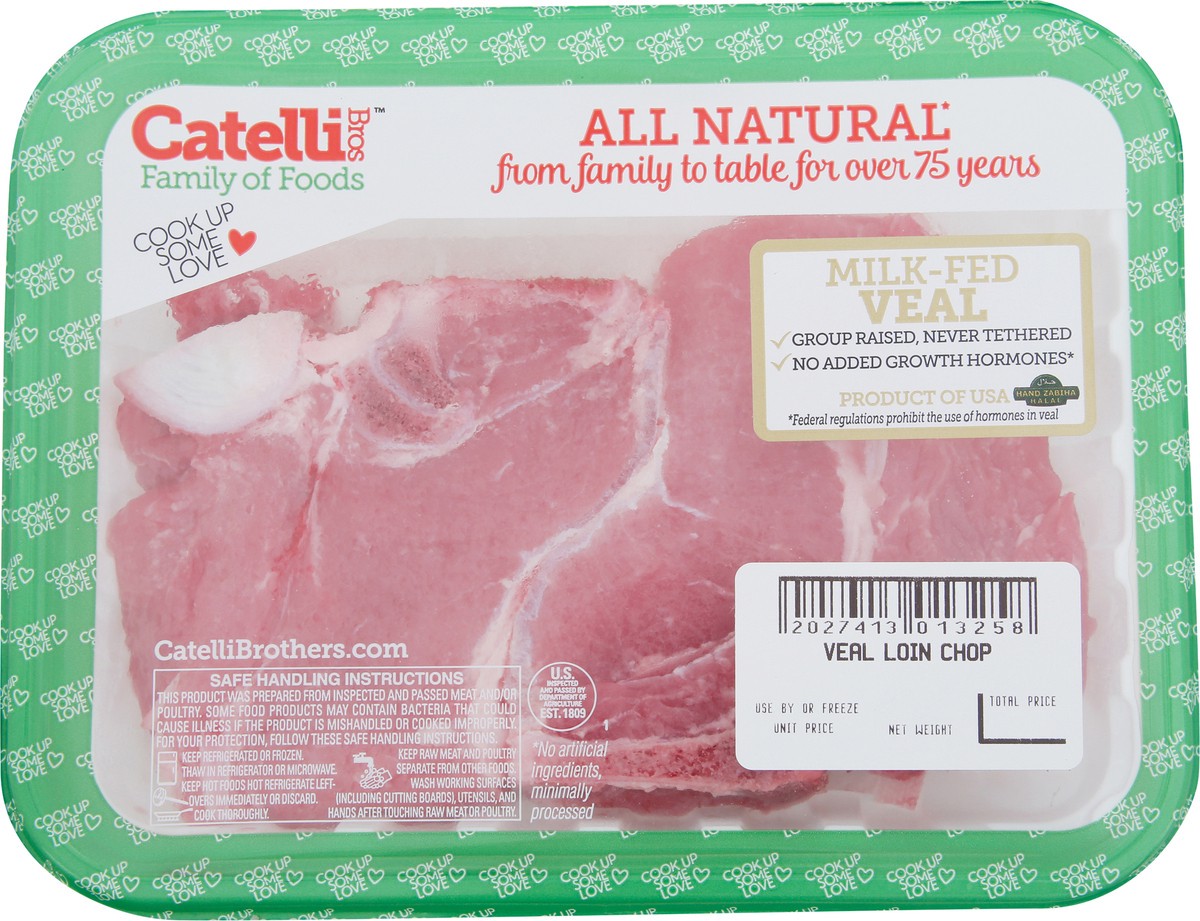 Catelli Bros™
Family of Foods
COOK UP
SOME
LOVE
ALL NATURAL*
from family to table for over 75 years
MILK-FED
VEAL
GROUP RAISED, NEVER TETHERED
NO ADDED GROWTH HORMONES*
PRODUCT OF USA
حلال
HAND ZABIHA
HALAL
*Federal regulations prohibit the use of hormones in veal
2027413 013258
VEAL LOIN CHOP
USE BY OR FREEZE
UNIT PRICE
NET WEIGHT
TOTAL PRICE
CatelliBrothers.com
SAFE HANDLING INSTRUCTIONS
THIS PRODUCT WAS PREPARED FROM INSPECTED AND PASSED MEAT AND/OR
POULTRY. SOME FOOD PRODUCTS MAY CONTAIN BACTERIA THAT COULD
CAUSE ILLNESS IF THE PRODUCT IS MISHANDLED OR COOKED IMPROPERLY.
FOR YOUR PROTECTION, FOLLOW THESE SAFE HANDLING INSTRUCTIONS.
KEEP REFRIGERATED OR FROZEN.
THAW IN REFRIGERATOR OR MICROWAVE.
KEEP HOT FOODS HOT REFRIGERATE LEFT-
OVERS IMMEDIATELY OR DISCARD.
COOK THOROUGHLY.
KEEP RAW MEAT AND POULTRY
SEPARATE FROM OTHER FOODS.
WASH WORKING SURFACES
(INCLUDING CUTTING BOARDS), UTENSILS, AND
HANDS AFTER TOUCHING RAW MEAT OR POULTRY.
U.S.
INSPECTED
AND PASSED BY
DEPARTMENT OF
AGRICULTURE
EST. 1809
1
*No artificial
ingredients,
minimally
processed